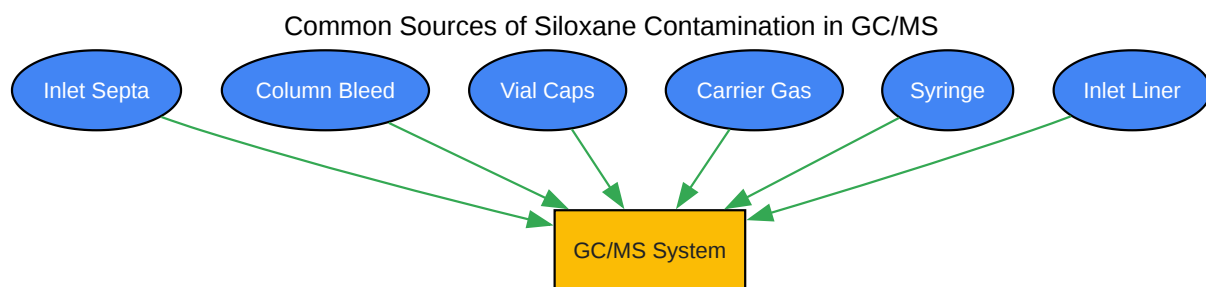 Common Sources of Siloxane Contamination in GC/MS
Inlet Septa
Column Bleed
Vial Caps
Carrier Gas
Syringe
Inlet Liner
GC/MS System